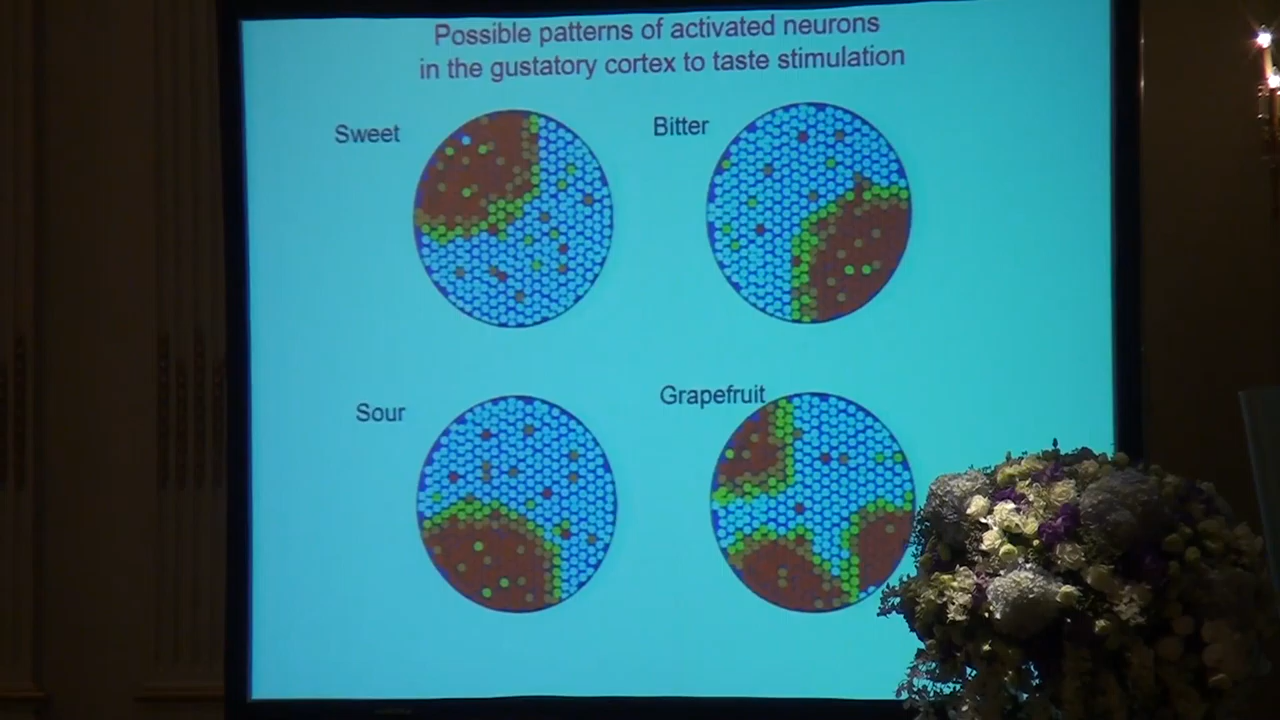 Possible patterns of activated neurons
in the gustatory cortex to taste stimulation
Sweet
Bitter
Sour
Grapefruit